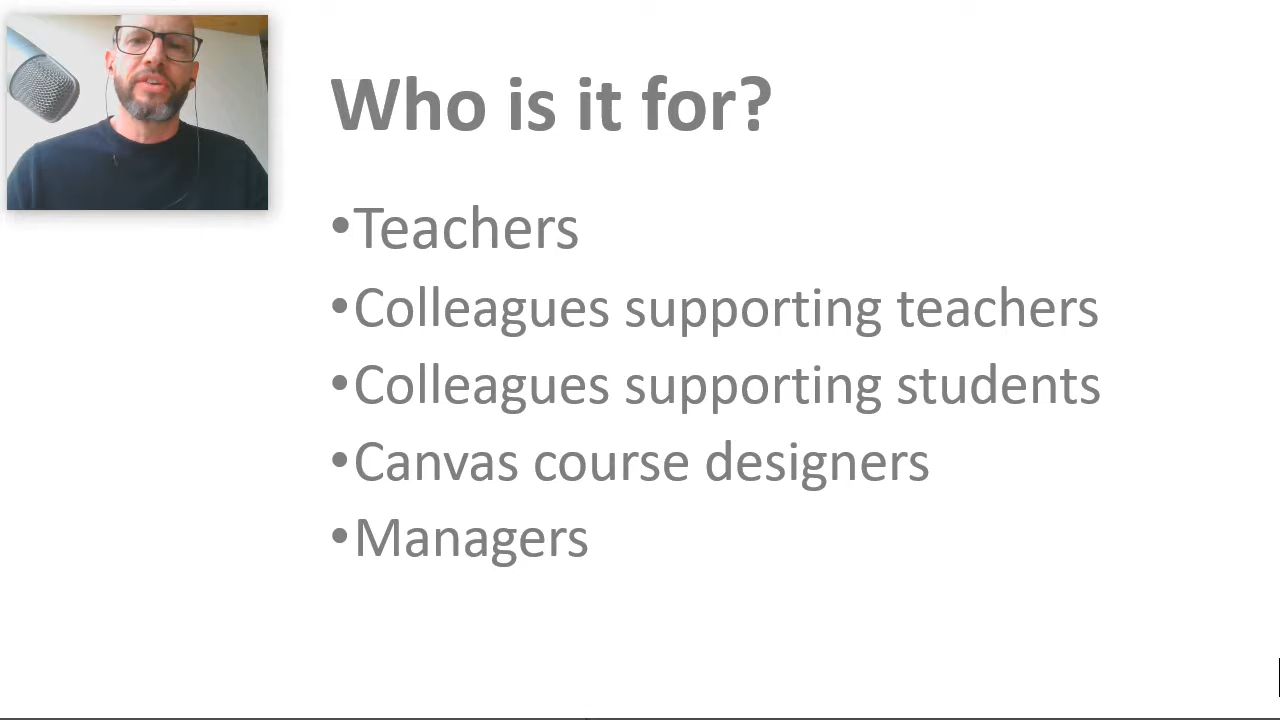 Who is it for?
•Teachers
•Colleagues supporting teachers
•Colleagues supporting students
•Canvas course designers
•Managers